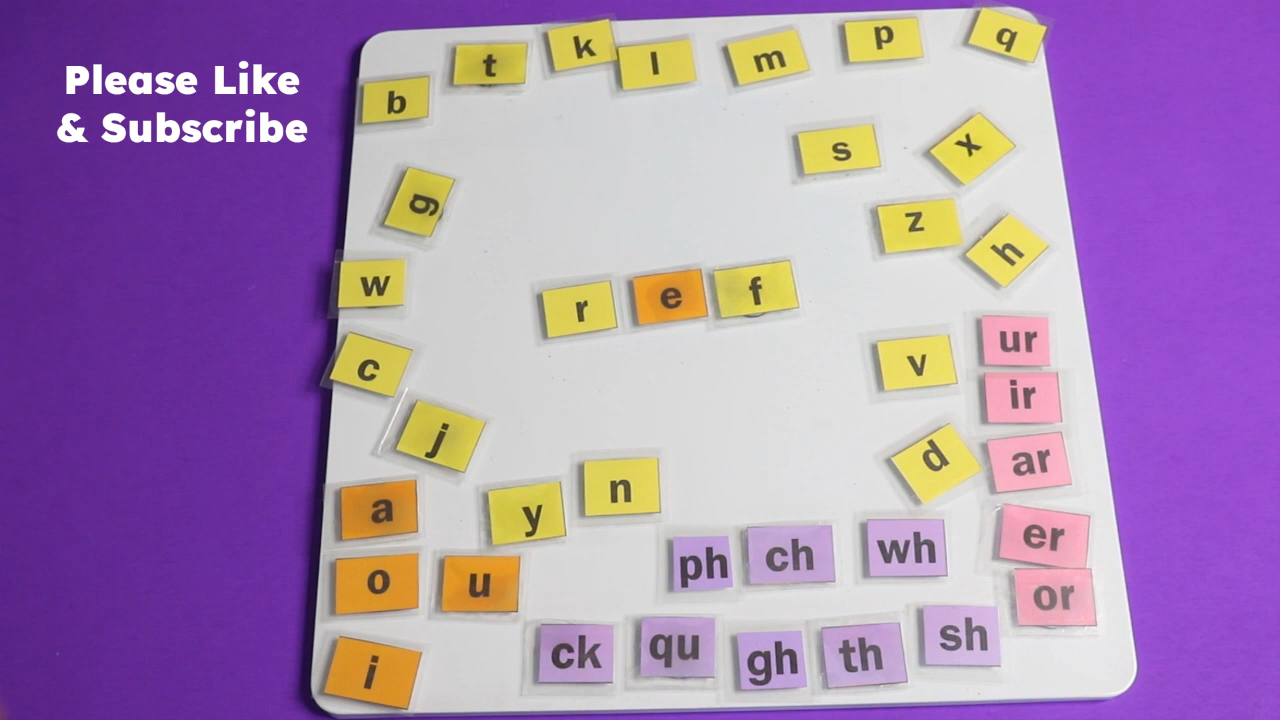 Please Like
& Subscribe
b t k l m p q
s x
g
z h
w
r e f
ur
c
v
ir
j
d ar
a
y n
ph ch wh er
o u
or
ck qu gh th sh
i